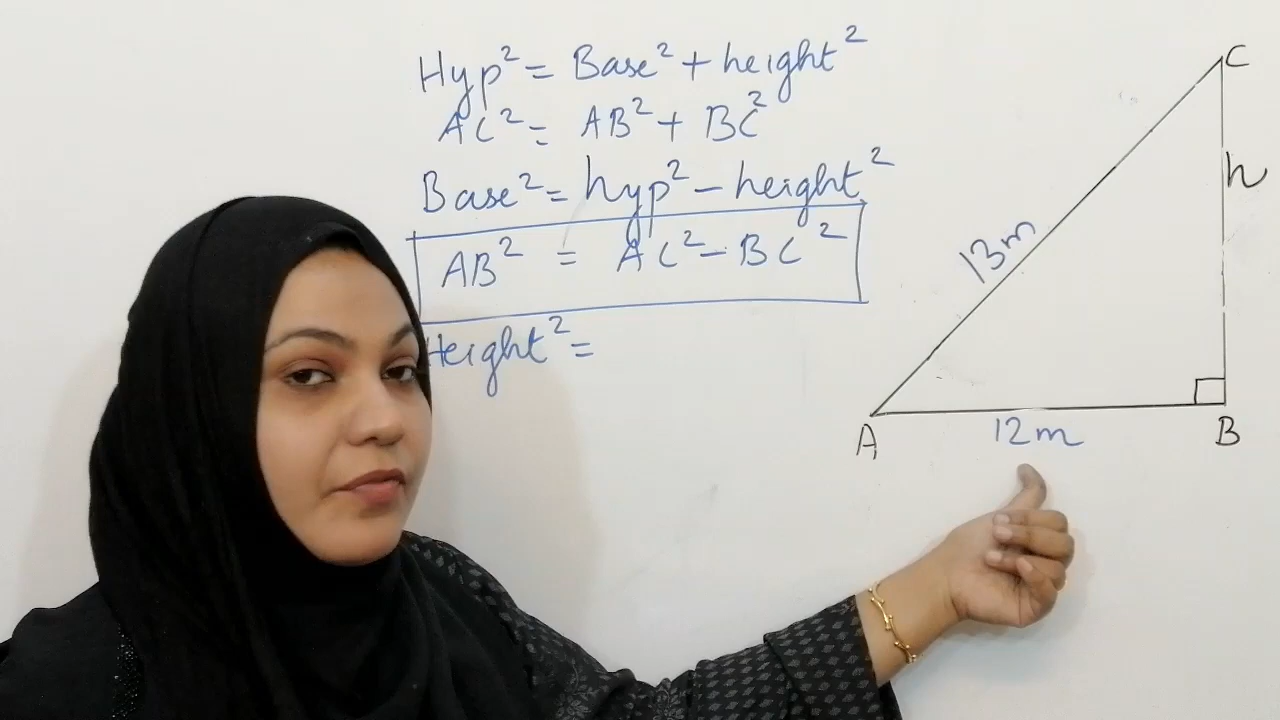 Hyp² = Base² + height²
AC² = AB² + BC²
Base² = hyp² - height²
AB² = AC² - BC²
Height² =
C
h
13m
A
12m
B